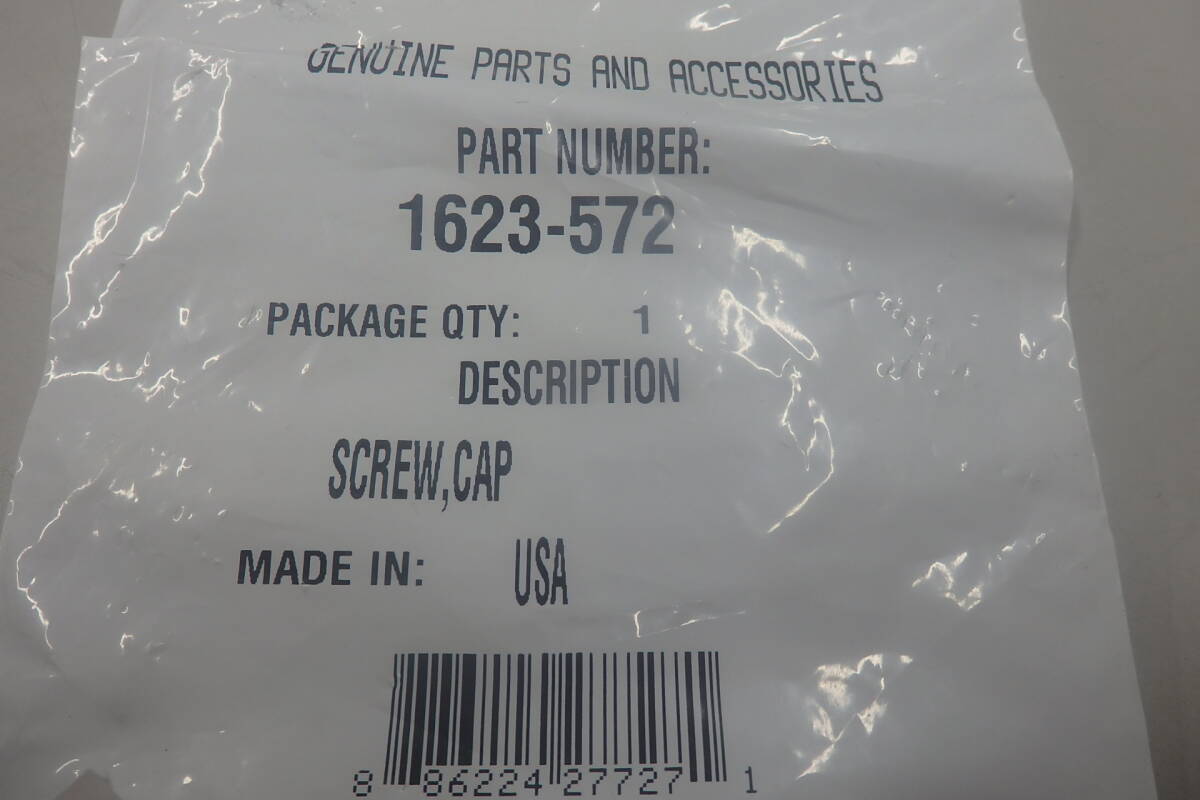 GENUINE PARTS AND ACCESSORIES
PART NUMBER:
1623-572
PACKAGE QTY: 1
DESCRIPTION
SCREW,CAP
MADE IN: USA
8 86224 27727 1